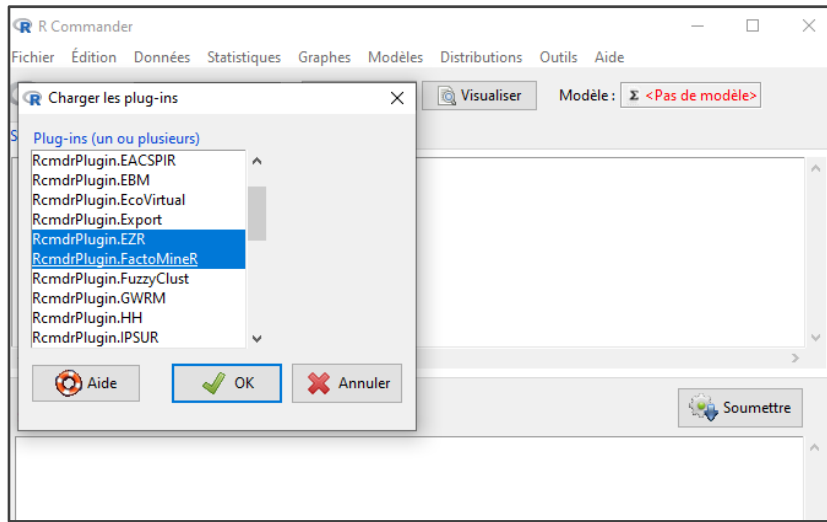 R Commander
Fichier Édition Données Statistiques Graphes Modèles Distributions Outils Aide
Charger les plug-ins
Visualiser Modèle : Σ <Pas de modèle>
Plug-ins (un ou plusieurs)
RcmdrPlugin.EACSPIR
RcmdrPlugin.EBM
RcmdrPlugin.EcoVirtual
RcmdrPlugin.Export
RcmdrPlugin.EZR
RcmdrPlugin.FactoMineR
RcmdrPlugin.FuzzyClust
RcmdrPlugin.GWRM
RcmdrPlugin.HH
RcmdrPlugin.IPSUR
Aide OK Annuler
Soumettre